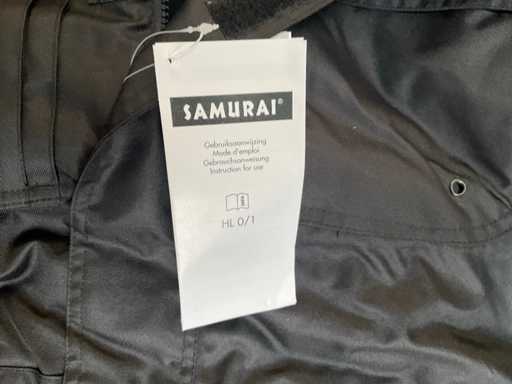 SAMURAI®
Gebruiksaanwijzing
Mode d'emploi
Gebrauchsanweisung
Instruction for use
HL 0/1